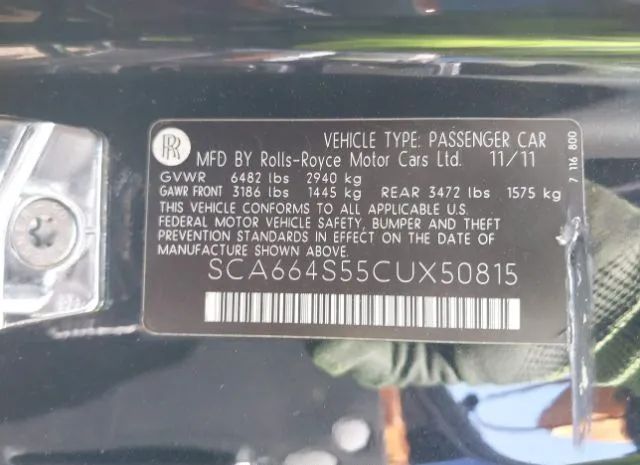 RR
VEHICLE TYPE: PASSENGER CAR
MFD BY Rolls-Royce Motor Cars Ltd. 11/11
GVWR 6482 lbs 2940 kg
GAWR FRONT 3186 lbs 1445 kg REAR 3472 lbs 1575 kg
THIS VEHICLE CONFORMS TO ALL APPLICABLE U.S.
FEDERAL MOTOR VEHICLE SAFETY, BUMPER AND THEFT
PREVENTION STANDARDS IN EFFECT ON THE DATE OF
MANUFACTURE SHOWN ABOVE.
SCA664S55CUX50815
7 116 800